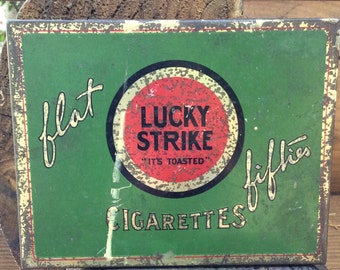 flat
LUCKY
STRIKE
"IT'S TOASTED"
CIGARETTES
fifties